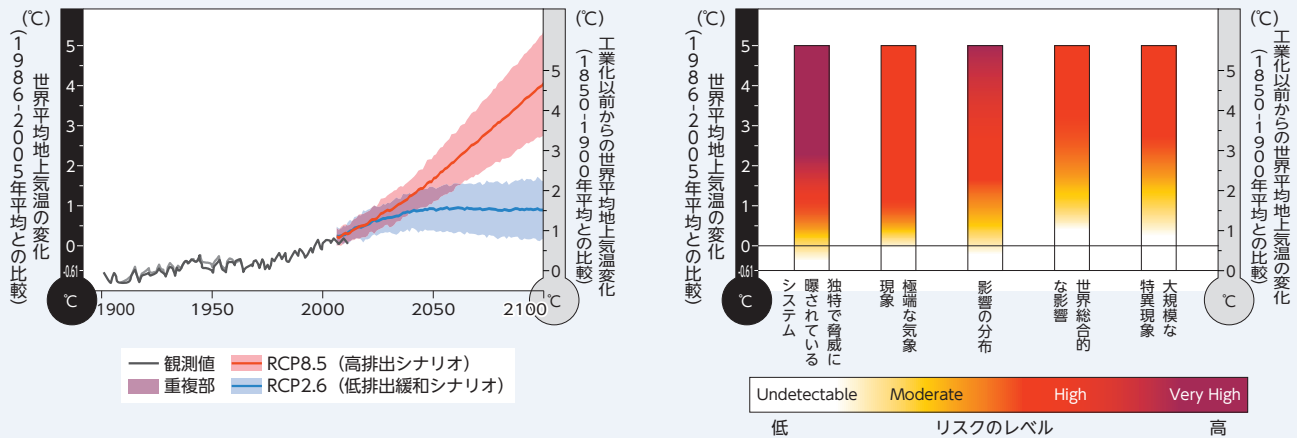 (℃)
世界平均地上気温の変化
(1986-2005年平均との比較)
5
4
3
2
1
0
-0.61
℃
(℃)
工業化以前からの世界平均地上気温変化
(1850-1900年平均との比較)
5
4
3
2
1
0
℃
1900
1950
2000
2050
2100
観測値
RCP8.5(高排出シナリオ)
重複部
RCP2.6(低排出緩和シナリオ)
(℃)
世界平均地上気温の変化
(1986-2005年平均との比較)
5
4
3
2
1
0
-0.61
℃
(℃)
工業化以前からの世界平均地上気温変化
(1850-1900年平均との比較)
5
4
3
2
1
0
℃
独特で脅威に
曝されている
システム
極端な気象
現象
影響の分布
世界総合的
な影響
大規模な
特異現象
Undetectable
Moderate
High
Very High
低
リスクのレベル
高